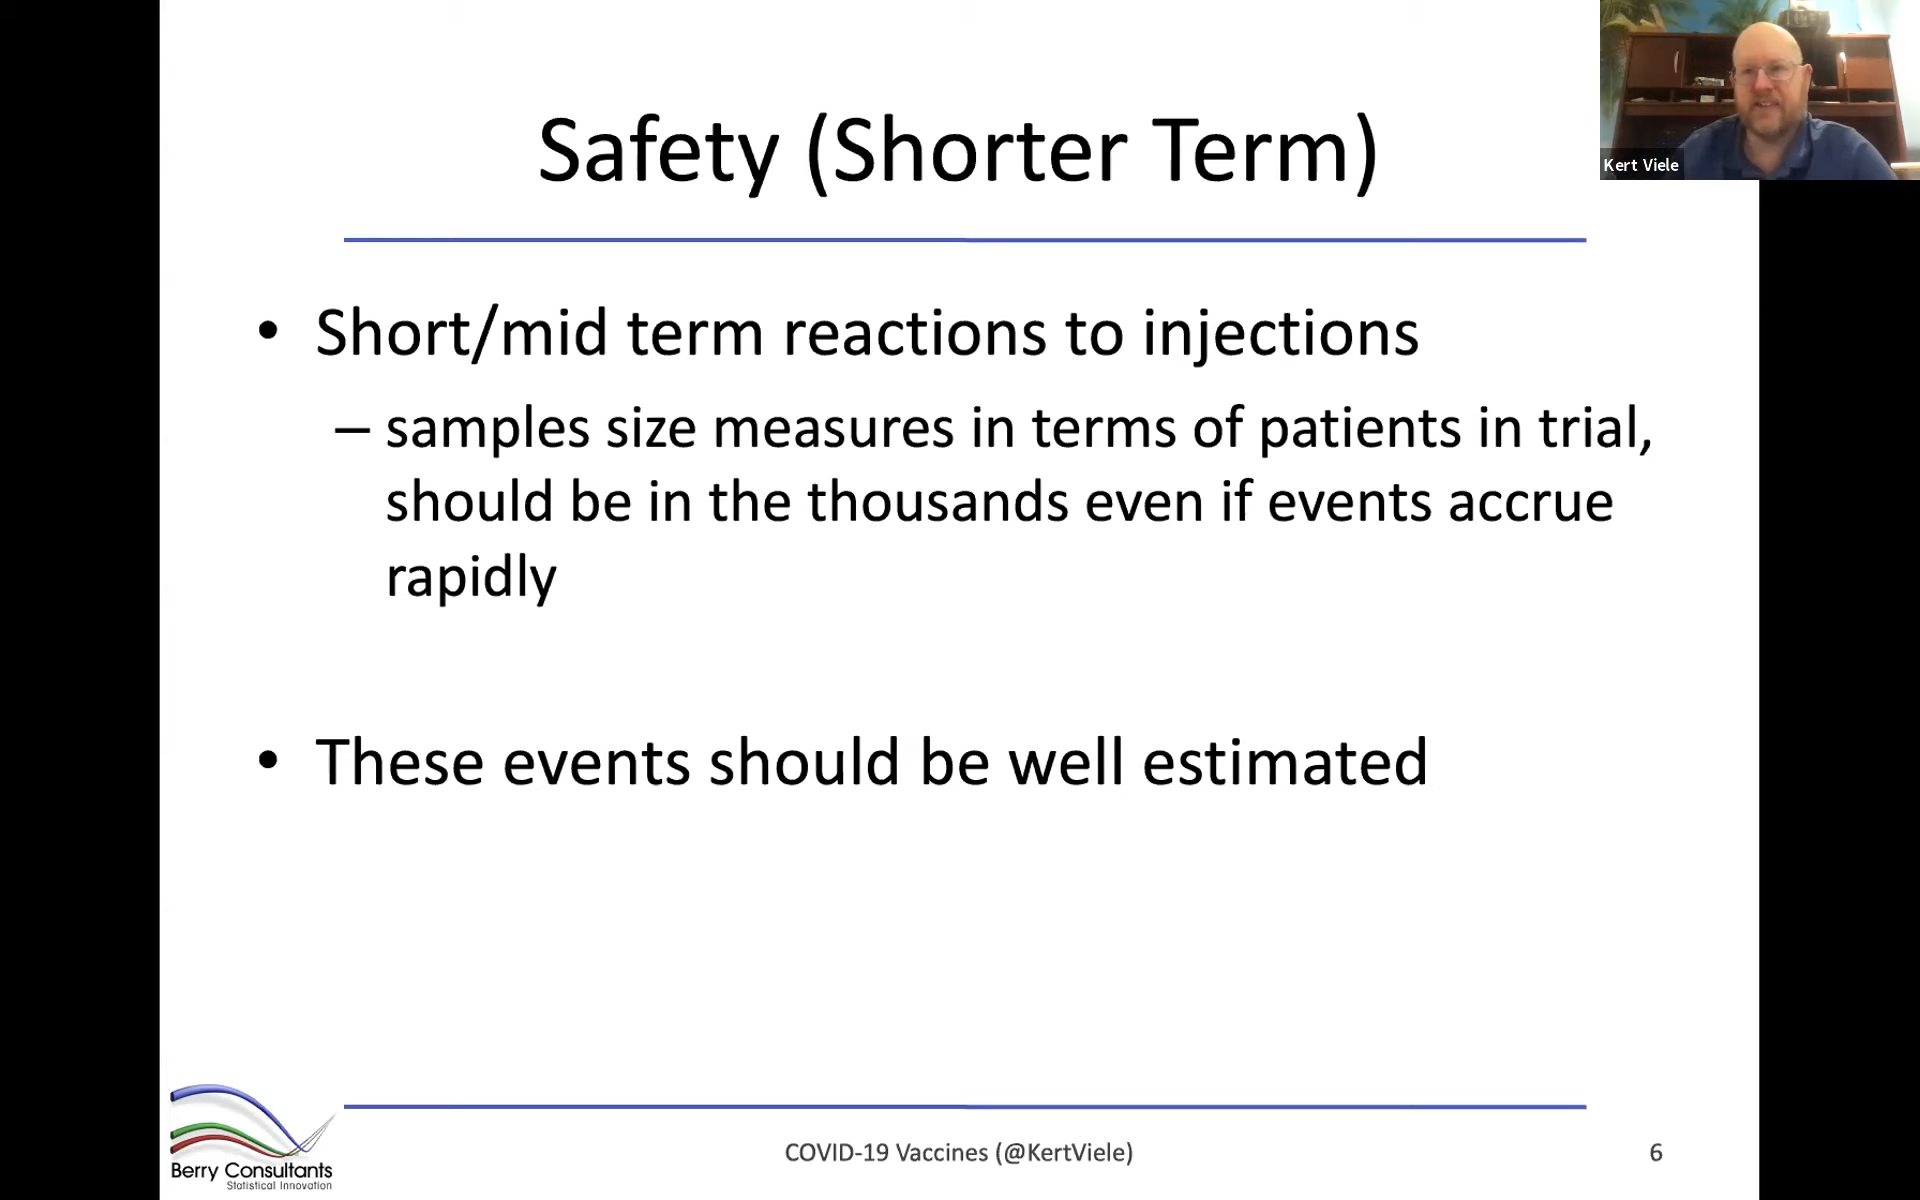 Safety (Shorter Term)
Kert Viele
• Short/mid term reactions to injections
– samples size measures in terms of patients in trial,
should be in the thousands even if events accrue
rapidly
• These events should be well estimated
Berry Consultants
Statistical Innovation
COVID-19 Vaccines (@KertViele)
6